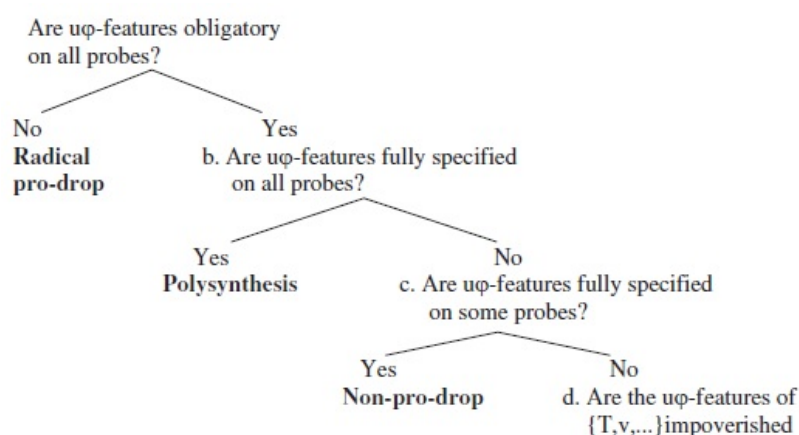 Are uφ-features obligatory
on all probes?
No
Yes
Radical
pro-drop
b. Are uφ-features fully specified
on all probes?
Yes
No
Polysynthesis
c. Are uφ-features fully specified
on some probes?
Yes
No
Non-pro-drop
d. Are the uφ-features of
{T,v,...}impoverished